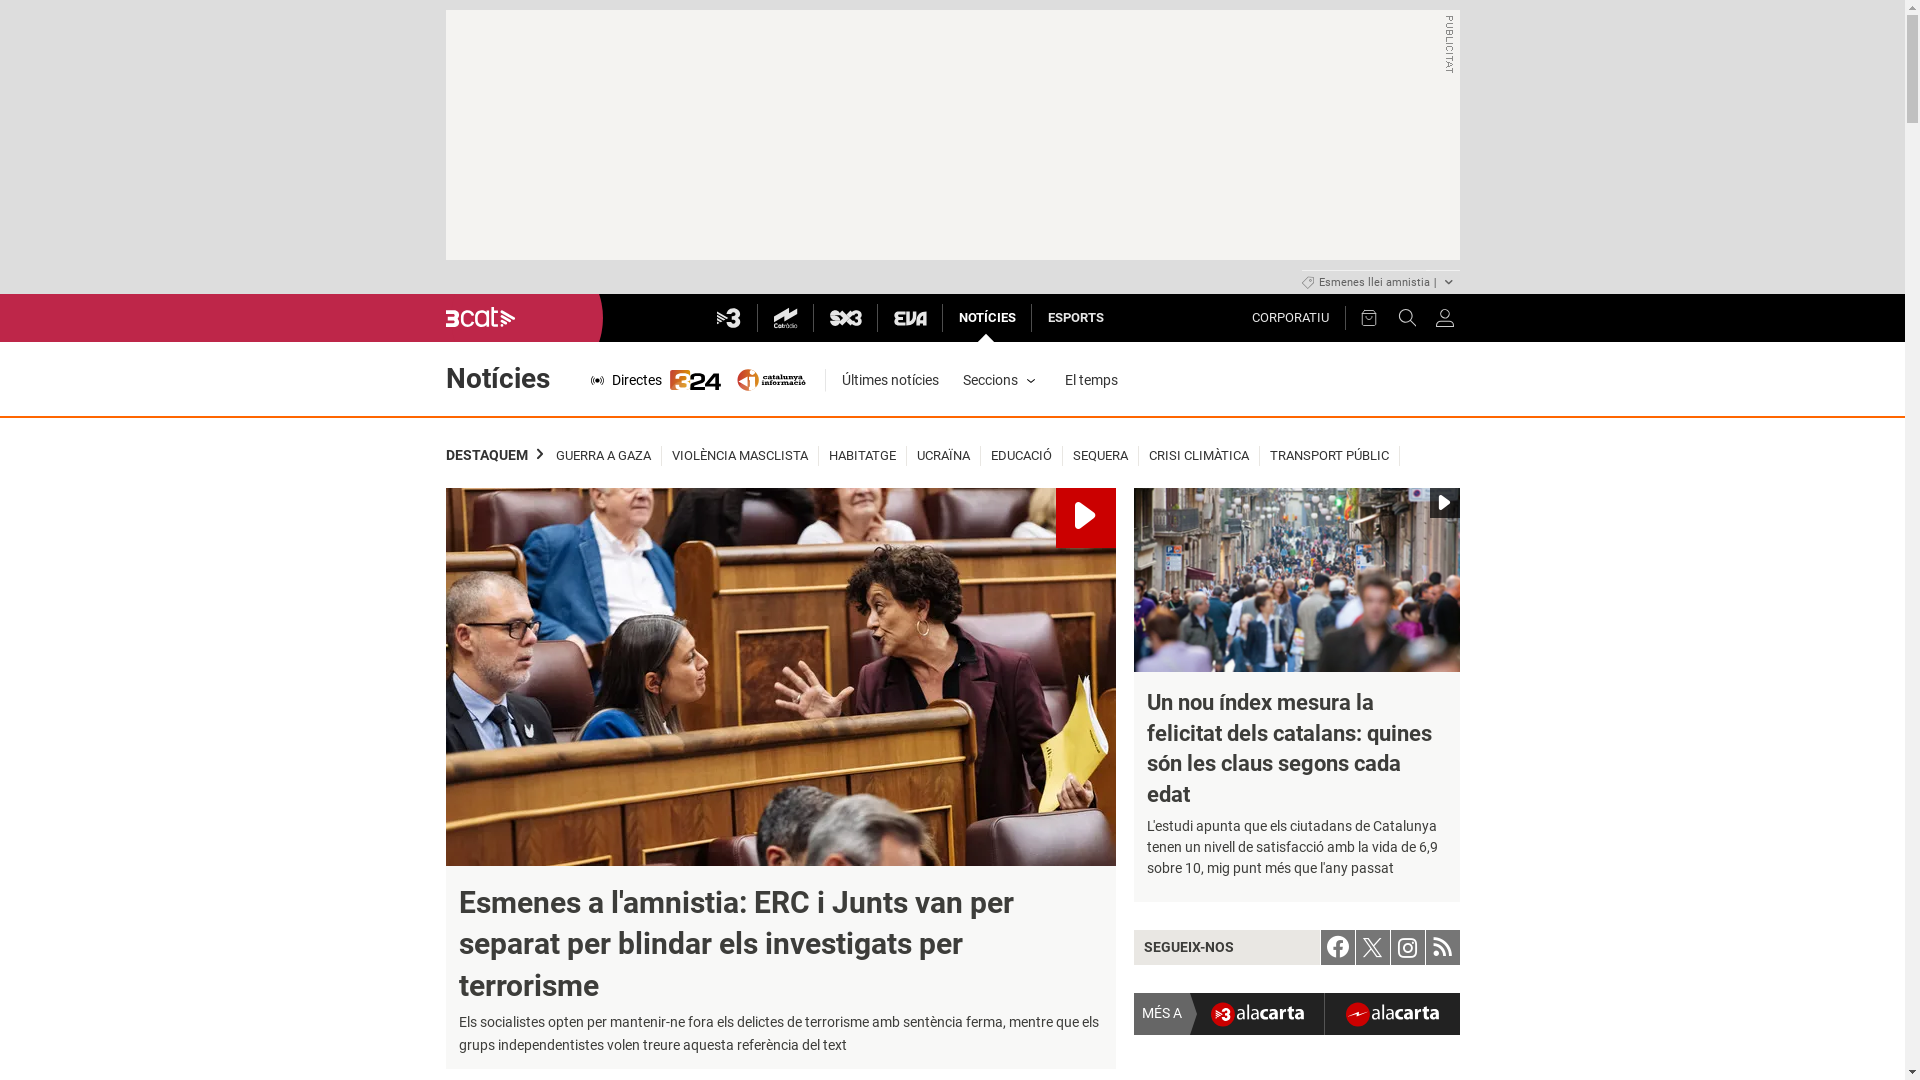 PUBLICITAT
Esmenes llei amnistia |
3cat
3
Catràdio
SX3
EVA
NOTÍCIES
ESPORTS
CORPORATIU
Notícies
Directes
324
catalunya
informació
Últimes notícies
Seccions
El temps
DESTAQUEM
GUERRA A GAZA
VIOLÈNCIA MASCLISTA
HABITATGE
UCRAÏNA
EDUCACIÓ
SEQUERA
CRISI CLIMÀTICA
TRANSPORT PÚBLIC
Esmenes a l'amnistia: ERC i Junts van per
separat per blindar els investigats per
terrorisme
Els socialistes opten per mantenir-ne fora els delictes de terrorisme amb sentència ferma, mentre que els
grups independentistes volen treure aquesta referència del text
Un nou índex mesura la
felicitat dels catalans: quines
són les claus segons cada
edat
L'estudi apunta que els ciutadans de Catalunya
tenen un nivell de satisfacció amb la vida de 6,9
sobre 10, mig punt més que l'any passat
SEGUEIX-NOS
MÉS A
3 alacarta
alacarta